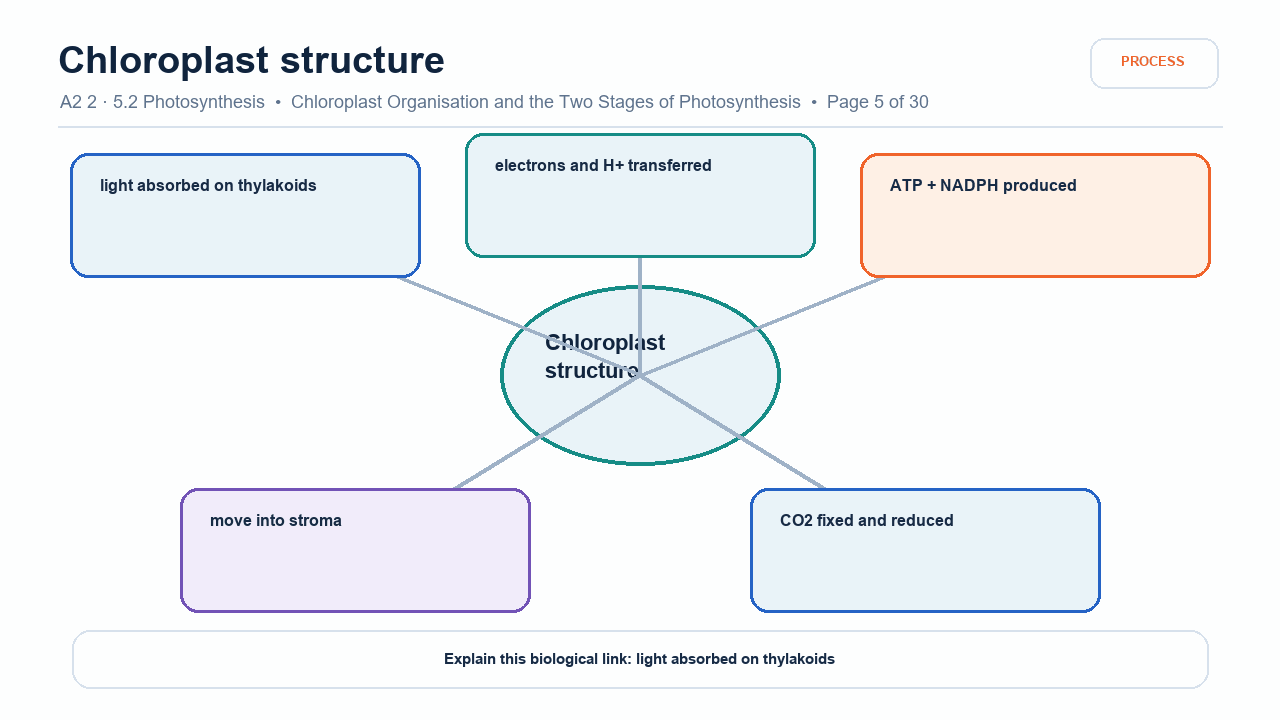 Chloroplast structure
PROCESS
A2 2 · 5.2 Photosynthesis • Chloroplast Organisation and the Two Stages of Photosynthesis • Page 5 of 30
light absorbed on thylakoids
electrons and H+ transferred
ATP + NADPH produced
Chloroplast
structure
move into stroma
CO2 fixed and reduced
Explain this biological link: light absorbed on thylakoids